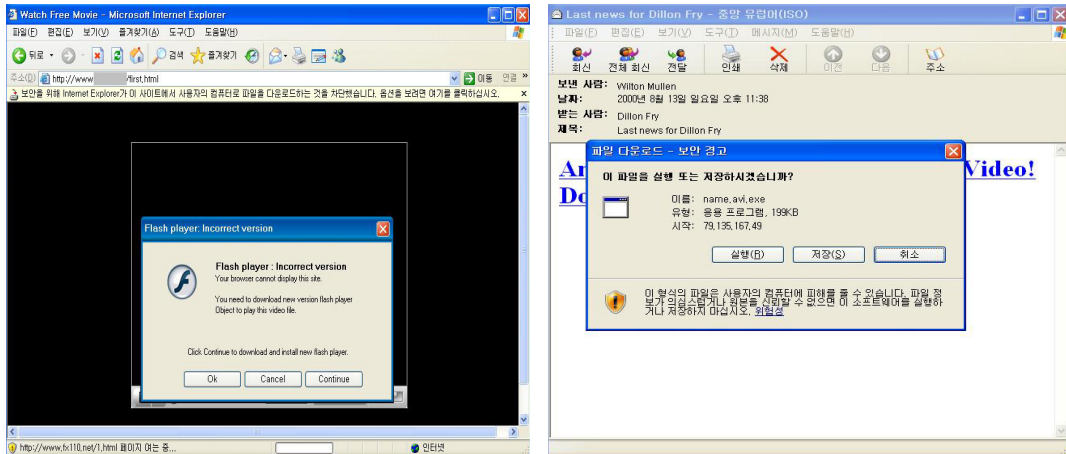 Watch Free Movie - Microsoft Internet Explorer
파일(F) 편집(E) 보기(V) 즐겨찾기(A) 도구(T) 도움말(H)
뒤로 검색 즐겨찾기
주소(D) http://www /first.html 이동 연결 »
보안을 위해 Internet Explorer가 이 사이트에서 사용자의 컴퓨터로 파일을 다운로드하는 것을 차단했습니다. 옵션을 보려면 여기를 클릭하십시오. x
Flash player: Incorrect version
Flash player : Incorrect version
Your browser cannot display this site.
You need to download new version flash player
Object to play this video file.
Click Continue to download and install new flash player.
Ok Cancel Continue
http://www.fx110.net/1.html 페이지 여는 중...
인터넷
Last news for Dillon Fry - 중앙 유럽어(ISO)
파일(F) 편집(E) 보기(V) 도구(T) 메시지(M) 도움말(H)
회신 전체 회신 전달 인쇄 삭제 이전 다음 주소
보낸 사람: Wilton Mullen
날짜: 2000년 8월 13일 일요일 오후 11:38
받는 사람: Dillon Fry
제목: Last news for Dillon Fry
Video!
파일 다운로드 - 보안 경고
이 파일을 실행 또는 저장하시겠습니까?
이름: name.avi.exe
유형: 응용 프로그램, 199KB
시작: 79.135.167.49
실행(R) 저장(S) 취소
이 형식의 파일은 사용자의 컴퓨터에 피해를 줄 수 있습니다. 파일 정
보가 의심스럽거나 원본을 신뢰할 수 없으면 이 소프트웨어를 실행하
거나 저장하지 마십시오. 위험성